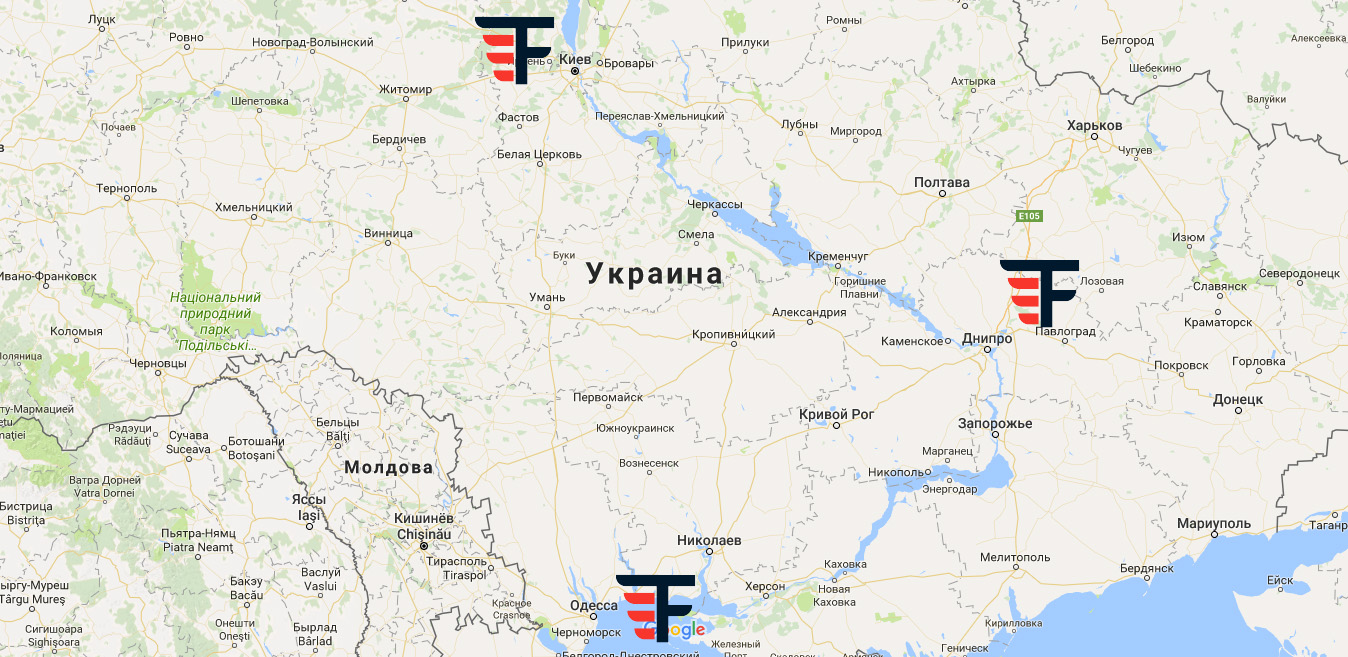 Луцк
Ровно
Новоград-Волынский
Киев
Бровары
Прилуки
Ромны
Белгород
Алексеевка
Шебекино
Житомир
Шепетовка
Фастов
Переяслав-Хмельницкий
Ахтырка
Валуйки
Почаев
Бердичев
Лубны
Миргород
Харьков
Чугуев
Белая Церковь
Тернополь
Хмельницкий
Черкассы
Полтава
E105
Винница
Смела
Изюм
Буки
Украина
Кременчуг
Ивано-Франковск
Горишние
Плавни
Лозовая
Славянск
Северодонецк
Національний
природний
парк
Подільські...
Умань
Александрия
Краматорск
Коломыя
Кропивницкий
Каменское
Днипро
Павлоград
Черновцы
Покровск
Горловка
Первомайск
Кривой Рог
Донецк
Рэдэуци
Rădăuți
Сучава
Suceava
Ботошани
Botoșani
Бельцы
Bălți
Южноукраинск
Запорожье
Молдова
Вознесенск
Марганец
Никополь
Энергодар
Ватра Дорней
Vatra Dornei
Яссы
Iași
Бистрица
Bistrița
Кишинёв
Chișinău
Мариуполь
Таганр
Пьятра-Нямц
Piatra Neamț
Николаев
Тирасполь
Tiraspol
Мелитополь
Каховка
Бердянск
Васлуй
Vaslui
Бакэу
Bacău
Târgu Mureș
Херсон
Новая
Каховка
Ейск
Красное
Crasnoe
Одесса
Онешти
Onești
Бырлад
Bârlad
Сигишоара
Sighișoara
Черноморск
Google
Железный
Порт
Кирилловка
Геническ
Белгород-Днестровский